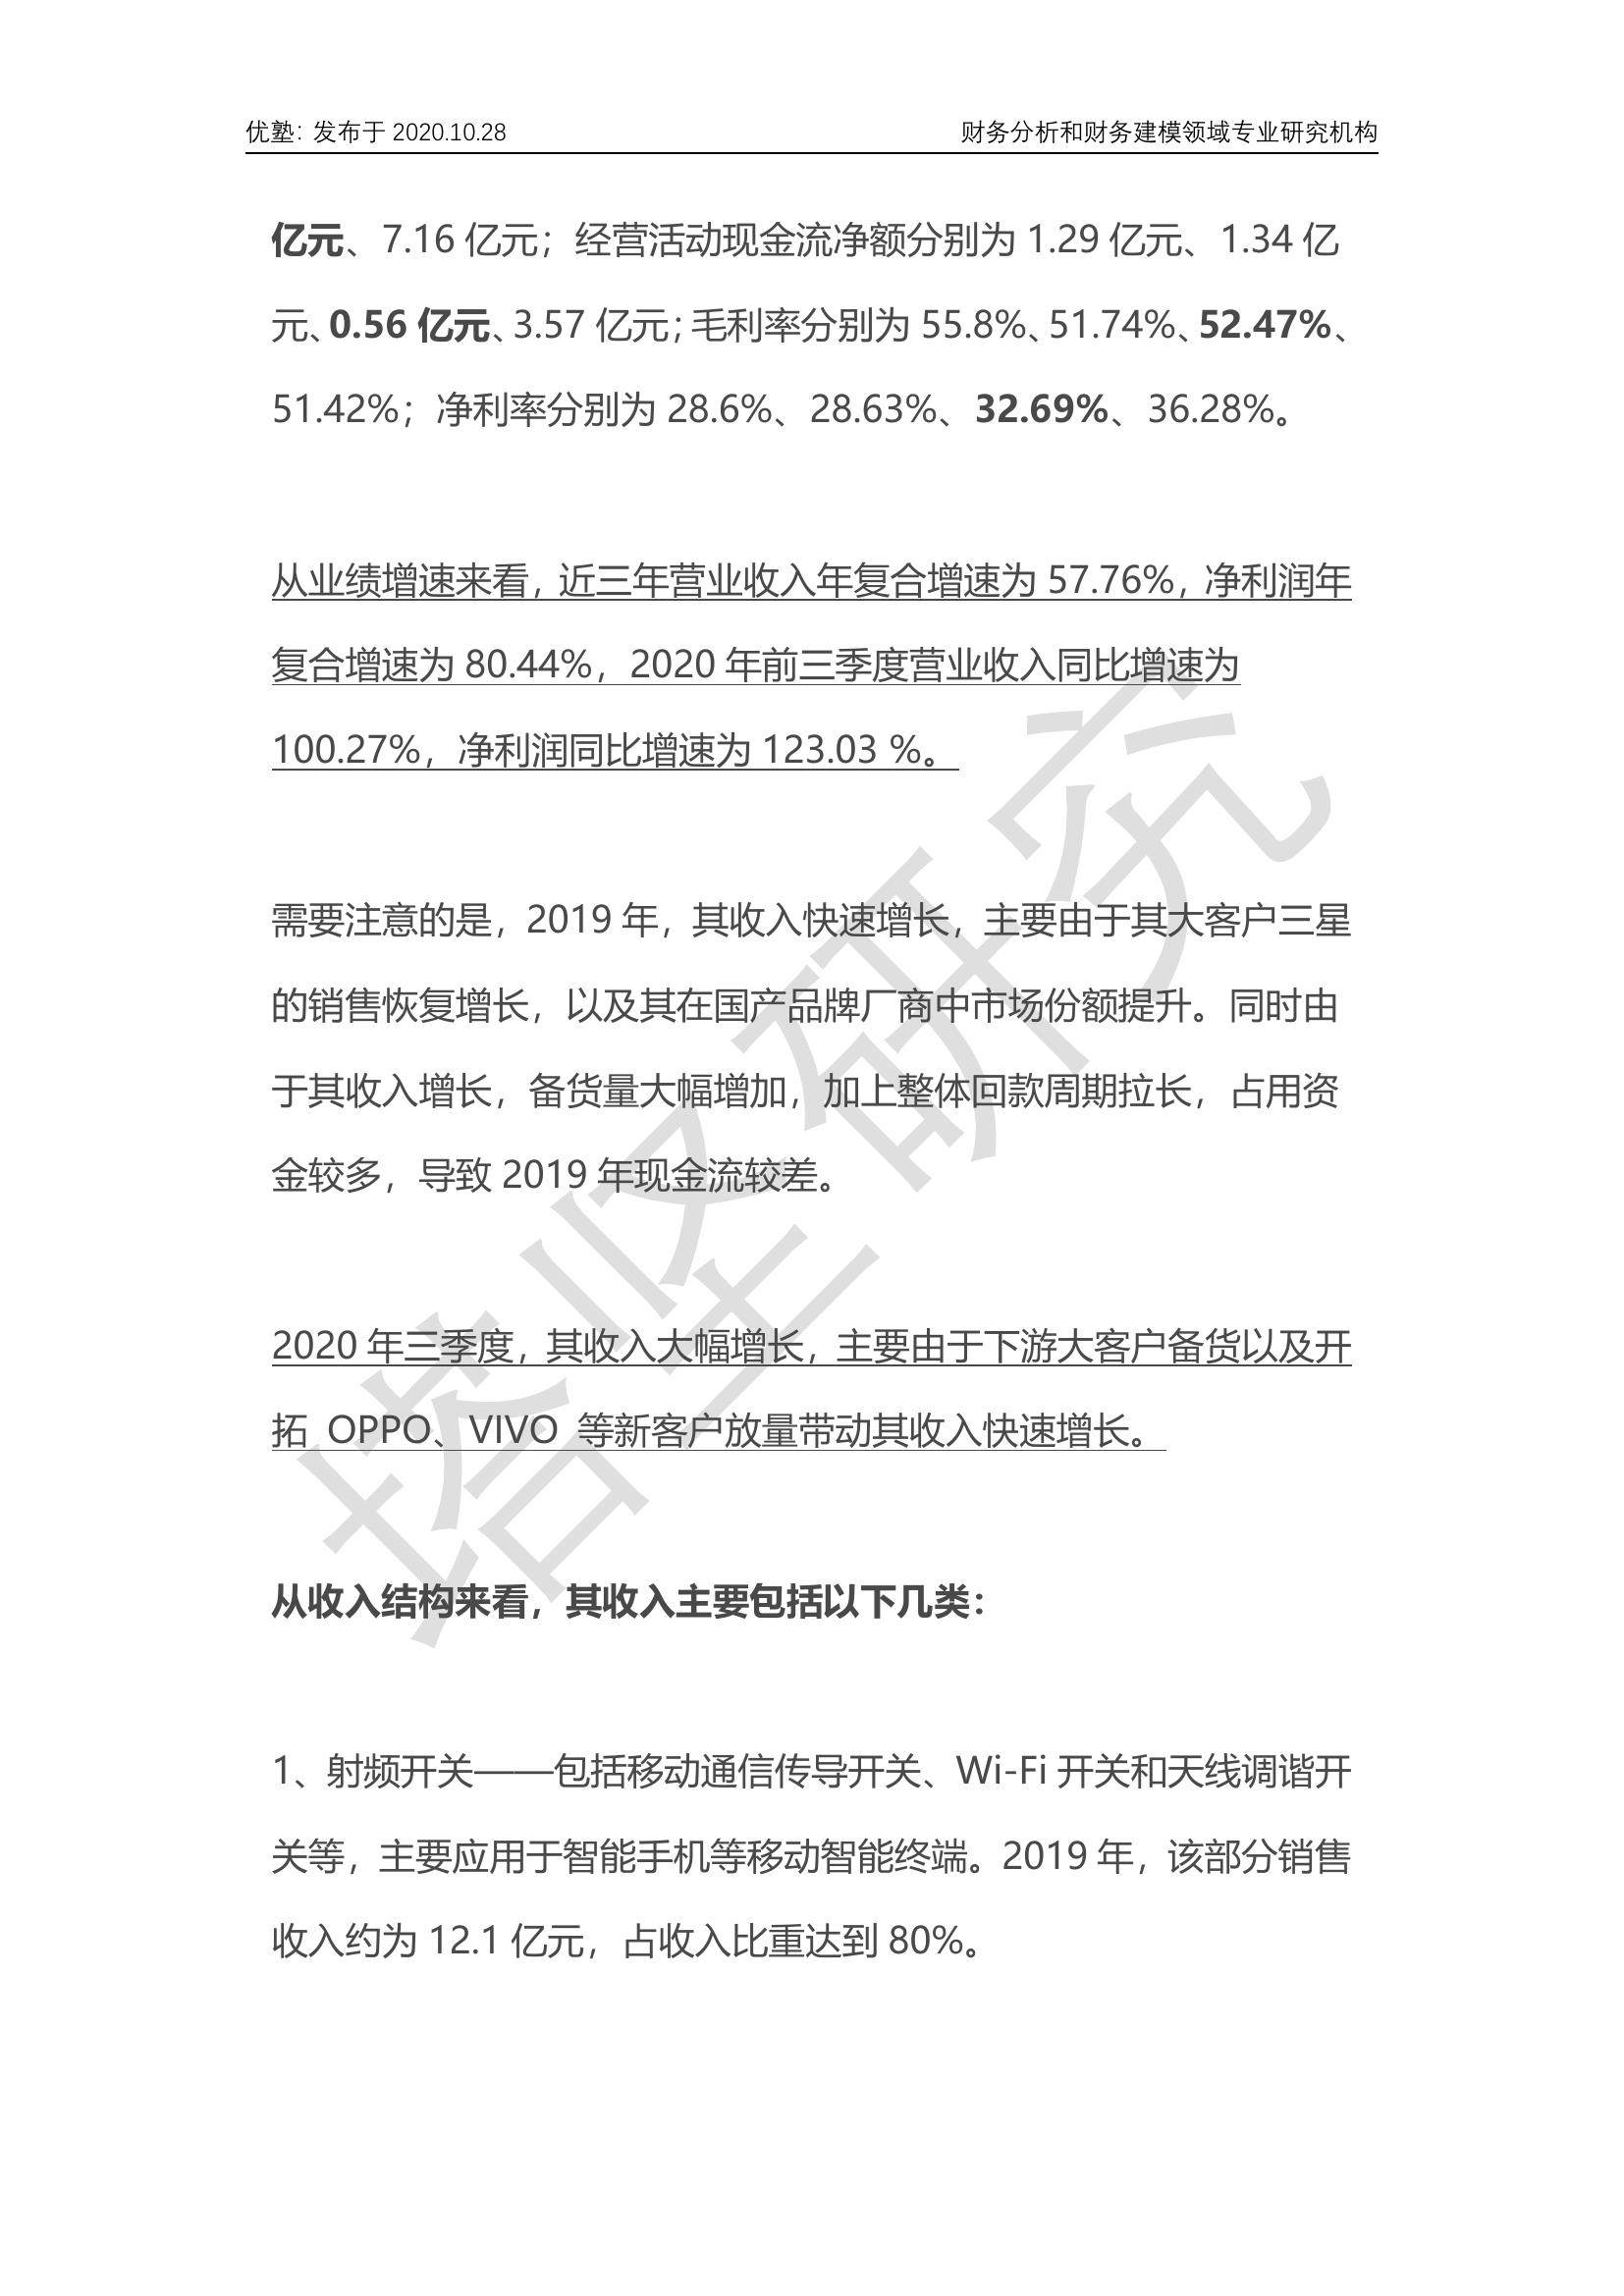 优塾：发布于 2020.10.28 财务分析和财务建模领域专业研究机构
亿元、7.16 亿元；经营活动现金流净额分别为 1.29 亿元、1.34 亿
元、0.56 亿元、3.57 亿元；毛利率分别为 55.8%、51.74%、52.47%、
51.42%；净利率分别为 28.6%、28.63%、32.69%、36.28%。
从业绩增速来看，近三年营业收入年复合增速为 57.76%，净利润年
复合增速为 80.44%，2020 年前三季度营业收入同比增速为
100.27%，净利润同比增速为 123.03 %。
需要注意的是，2019 年，其收入快速增长，主要由于其大客户三星
的销售恢复增长，以及其在国产品牌厂商中市场份额提升。同时由
于其收入增长，备货量大幅增加，加上整体回款周期拉长，占用资
金较多，导致 2019 年现金流较差。
2020 年三季度，其收入大幅增长，主要由于下游大客户备货以及开
拓 OPPO、VIVO 等新客户放量带动其收入快速增长。
从收入结构来看，其收入主要包括以下几类：
1、射频开关——包括移动通信传导开关、Wi-Fi 开关和天线调谐开
关等，主要应用于智能手机等移动智能终端。2019 年，该部分销售
收入约为 12.1 亿元，占收入比重达到 80%。
塔坚研究